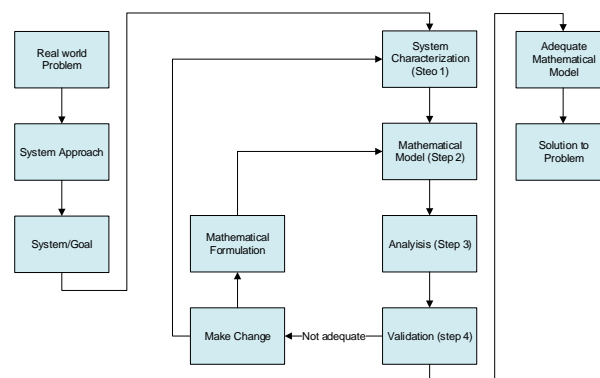 Real world
Problem
System Approach
System/Goal
System
Characterization
(Steo 1)
Mathematical
Model (Step 2)
Analyisis (Step 3)
Validation (step 4)
Not adequate
Make Change
Mathematical
Formulation
Adequate
Mathematical
Model
Solution to
Problem